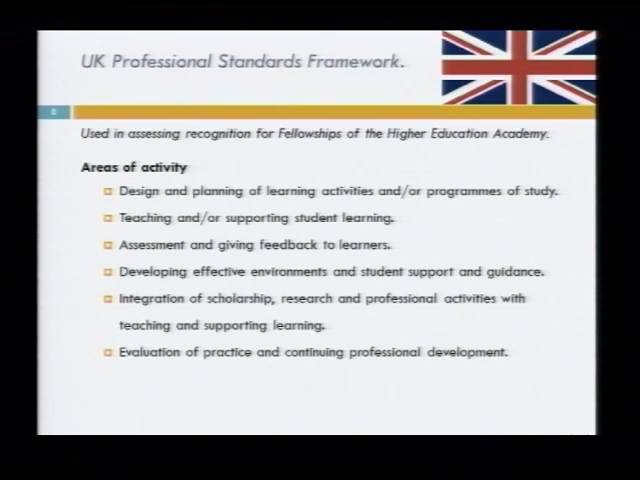 UK Professional Standards Framework.
8
Used in assessing recognition for Fellowships of the Higher Education Academy.
Areas of activity
Design and planning of learning activities and/or programmes of study.
Teaching and/or supporting student learning.
Assessment and giving feedback to learners.
Developing effective environments and student support and guidance.
Integration of scholarship, research and professional activities with
teaching and supporting learning.
Evaluation of practice and continuing professional development.